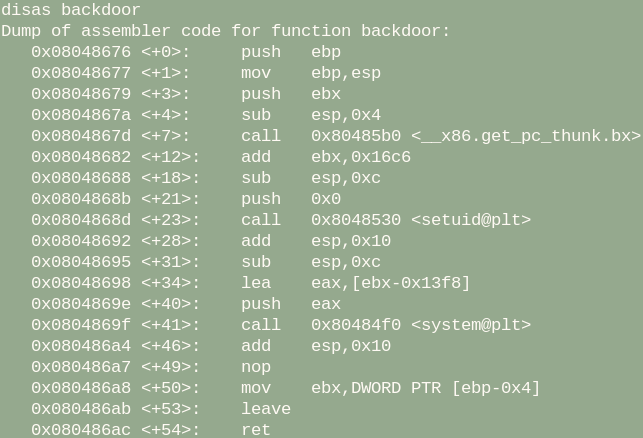 disas backdoor
Dump of assembler code for function backdoor:
   0x08048676 <+0>:     push   ebp
   0x08048677 <+1>:     mov    ebp,esp
   0x08048679 <+3>:     push   ebx
   0x0804867a <+4>:     sub    esp,0x4
   0x0804867d <+7>:     call   0x80485b0 <__x86.get_pc_thunk.bx>
   0x08048682 <+12>:    add    ebx,0x16c6
   0x08048688 <+18>:    sub    esp,0xc
   0x0804868b <+21>:    push   0x0
   0x0804868d <+23>:    call   0x8048530 <setuid@plt>
   0x08048692 <+28>:    add    esp,0x10
   0x08048695 <+31>:    sub    esp,0xc
   0x08048698 <+34>:    lea    eax,[ebx-0x13f8]
   0x0804869e <+40>:    push   eax
   0x0804869f <+41>:    call   0x80484f0 <system@plt>
   0x080486a4 <+46>:    add    esp,0x10
   0x080486a7 <+49>:    nop
   0x080486a8 <+50>:    mov    ebx,DWORD PTR [ebp-0x4]
   0x080486ab <+53>:    leave
   0x080486ac <+54>:    ret